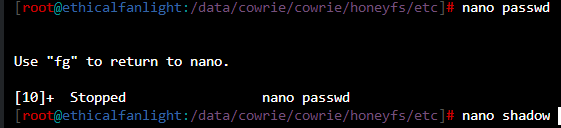 [root@ethicalfanlight:/data/cowrie/cowrie/honeyfs/etc]# nano passwd
Use "fg" to return to nano.
[10]+  Stopped                 nano passwd
[root@ethicalfanlight:/data/cowrie/cowrie/honeyfs/etc]# nano shadow